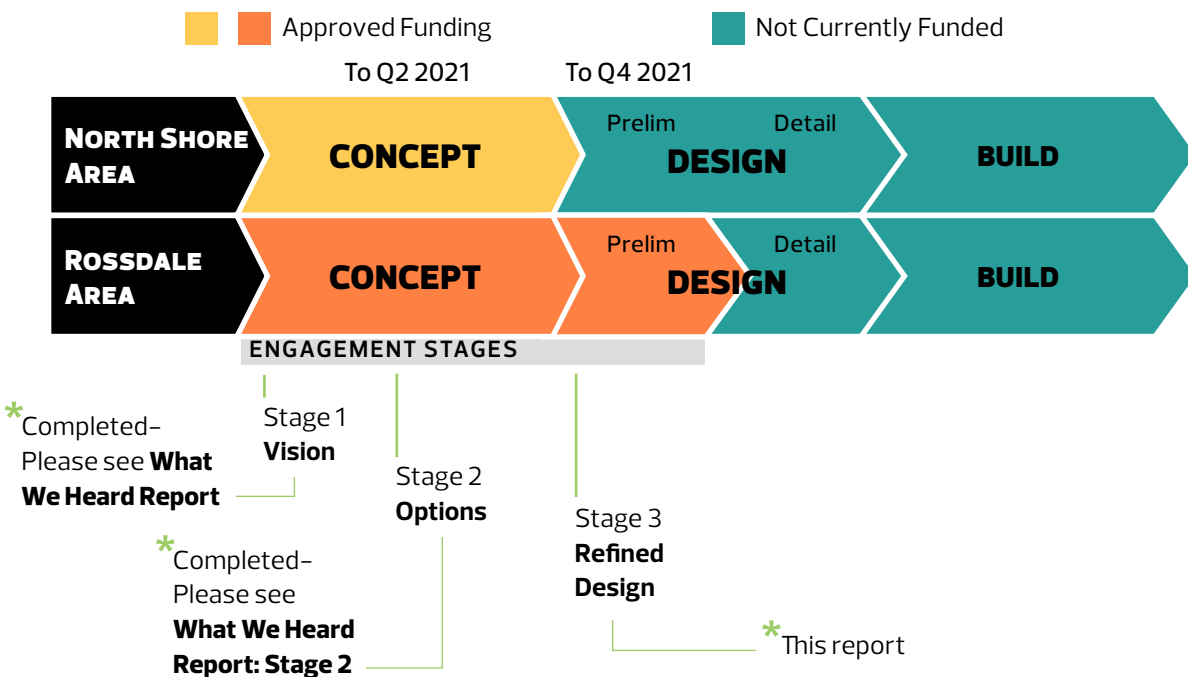 Approved Funding
Not Currently Funded
To Q2 2021
To Q4 2021
NORTH SHORE
AREA
CONCEPT
Prelim
Detail
DESIGN
BUILD
ROSSDALE
AREA
CONCEPT
Prelim
Detail
DESIGN
BUILD
ENGAGEMENT STAGES
Stage 1
Vision
*Completed–
Please see What
We Heard Report
Stage 2
Options
*Completed–
Please see
What We Heard
Report: Stage 2
Stage 3
Refined
Design
*This report